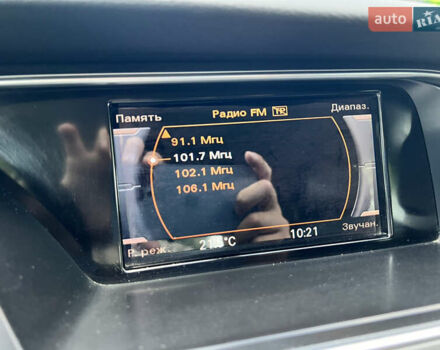 auto RIA
Память Радио FM TP Диапаз.
91.1 Мгц
101.7 Мгц
102.1 Мгц
106.1 Мгц
Р. реж. °C 10:21 Звучан.